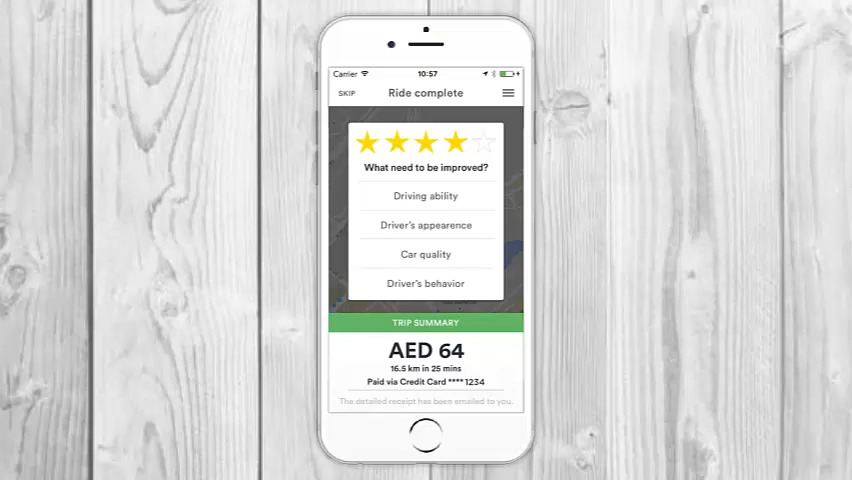 Carrier 10:57
SKIP Ride complete
What need to be improved?
Driving ability
Driver's appearence
Car quality
Driver's behavior
TRIP SUMMARY
AED 64
16.5 km in 25 mins
Paid via Credit Card ****1234
The detailed receipt has been emailed to you.